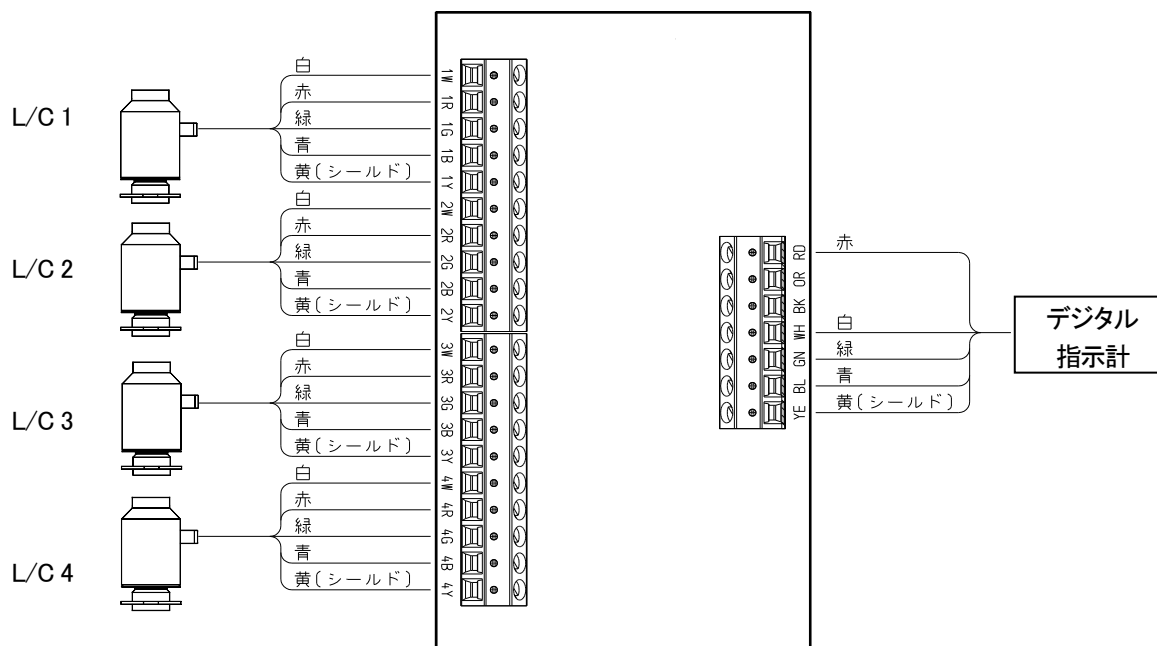 L/C 1
白
赤
緑
青
黄(シールド)
1W
1R
1G
1B
1Y
L/C 2
白
赤
緑
青
黄(シールド)
2W
2R
2G
2B
2Y
L/C 3
白
赤
緑
青
黄(シールド)
3W
3R
3G
3B
3Y
L/C 4
白
赤
緑
青
黄(シールド)
4W
4R
4G
4B
4Y
RD
OR
BK
WH
GN
BL
YE
赤
白
緑
青
黄(シールド)
デジタル
指示計